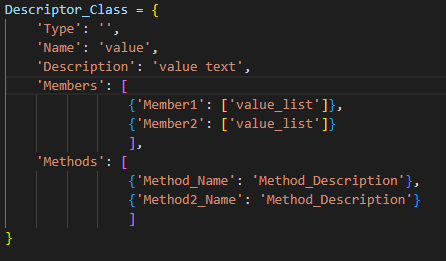 Descriptor_Class = {
    'Type': '',
    'Name': 'value',
    'Description': 'value text',
    'Members': [
                {'Member1': ['value_list']},
                {'Member2': ['value_list']}
                ],
    'Methods': [
                {'Method_Name': 'Method_Description'},
                {'Method2_Name': 'Method_Description'}
                ]
}